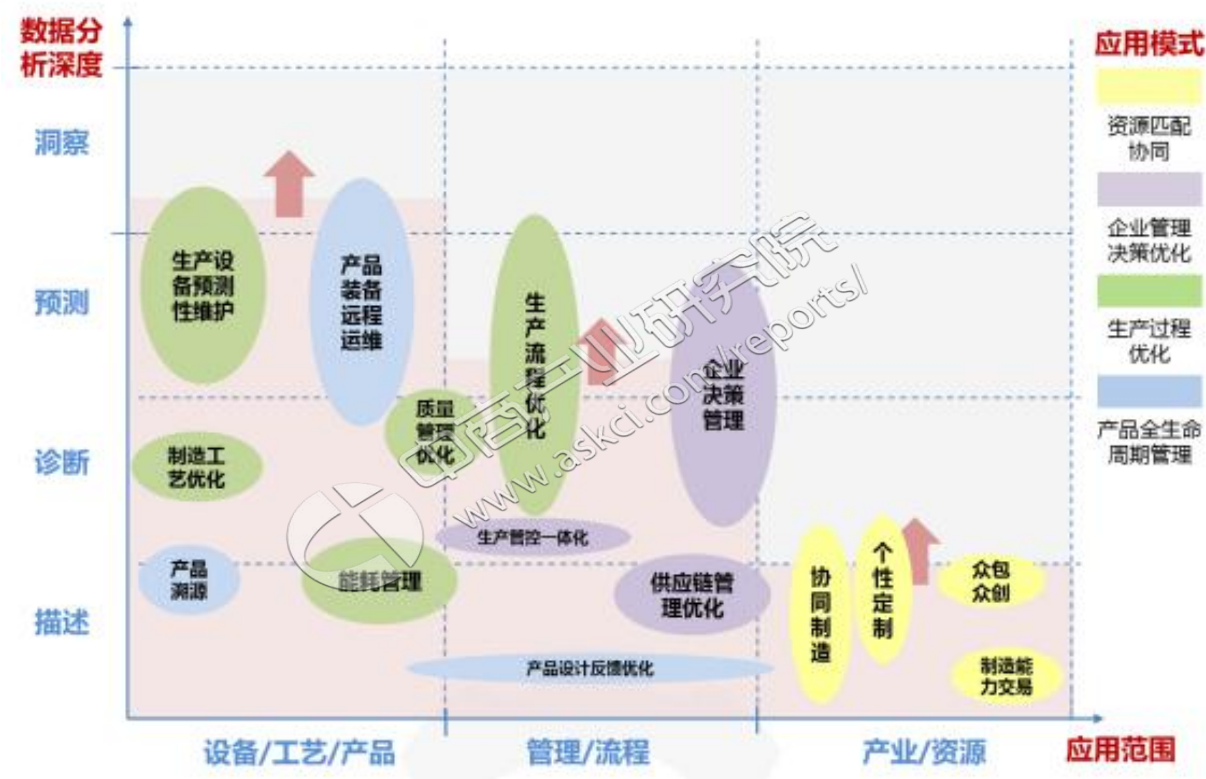 数据分
析深度
洞察
预测
诊断
描述
生产设
备预测
性维护
产品
装备
远程
运维
生
产
流
程
优
化
企业
决策
管理
质量
管理
优化
制造工
艺优化
生产管控一体化
产品
溯源
能耗管理
供应链管
理优化
产品设计反馈优化
协
同
制
造
个
性
定
制
众包
众创
制造能
力交易
设备/工艺/产品
管理/流程
产业/资源
应用范围
应用模式
资源匹配
协同
企业管理
决策优化
生产过程
优化
产品全生命
周期管理
中商产业研究院
www.askci.com/reports/